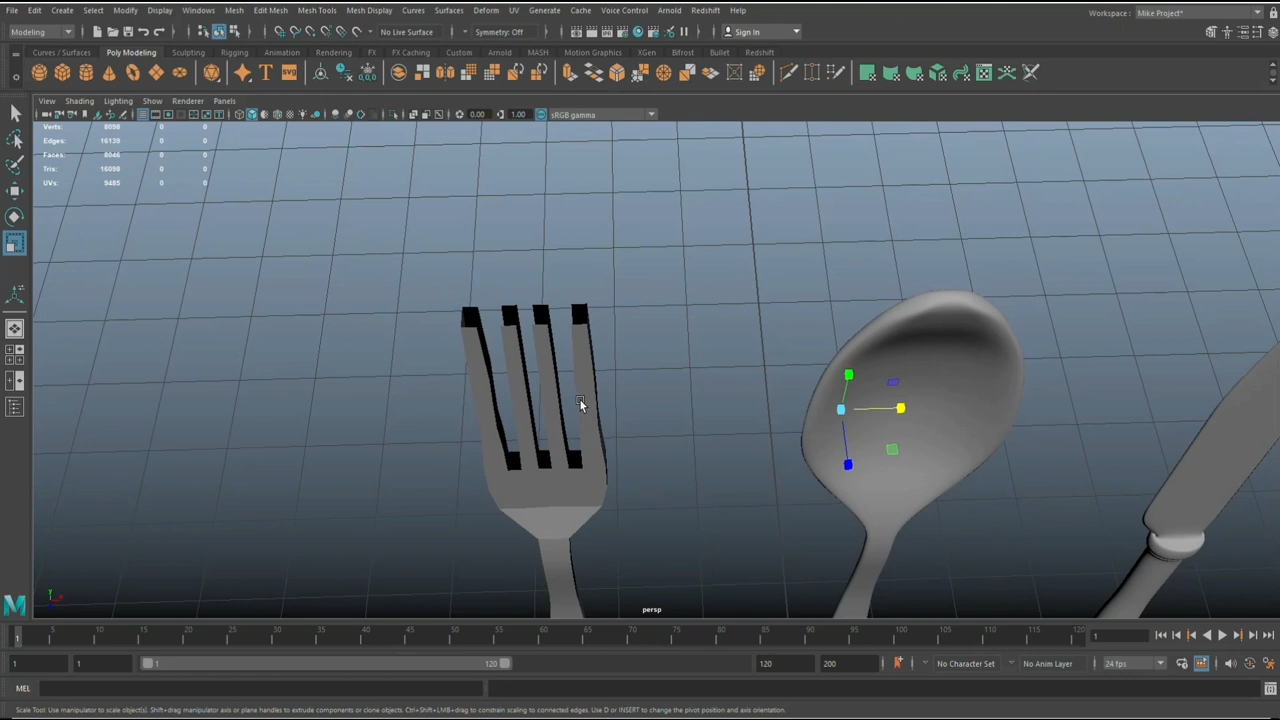 File Edit Create Select Modify Display Windows Mesh Edit Mesh Mesh Tools Mesh Display Curves Surfaces Deform UV Generate Cache Voice Control Arnold Redshift Help Workspace : Mike Project*
Modeling No Live Surface Symmetry: Off Sign In
Curves / Surfaces Poly Modeling Sculpting Rigging Animation Rendering FX FX Caching Custom Arnold MASH Motion Graphics XGen Bifrost Bullet Redshift
T SVG
View Shading Lighting Show Renderer Panels
0.00 1.00 sRGB gamma
Verts: 8098 0 0
Edges: 16139 0 0
Faces: 8046 0 0
Tris: 16098 0 0
UVs: 9485 0 0
persp
1 5 10 15 20 25 30 35 40 45 50 55 60 65 70 75 80 85 90 95 100 105 110 115 120 1
1 1 1 120 120 200 No Character Set No Anim Layer 24 fps
MEL
Scale Tool: Use manipulator to scale object(s). Shift+drag manipulator axis or plane handles to extrude components or clone objects. Ctrl+Shift+LMB+drag to constrain scaling to connected edges. Use D or INSERT to change the pivot position and axis orientation.